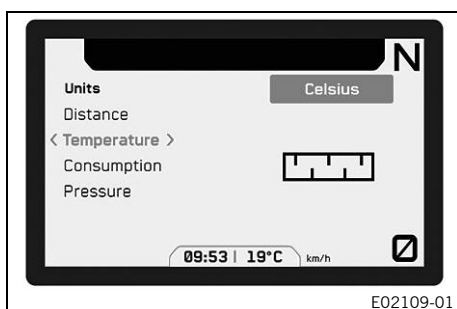 N
Units
Celsius
Distance
< Temperature >
Consumption
Pressure
09:53 | 19°C km/h
0
E02109-01